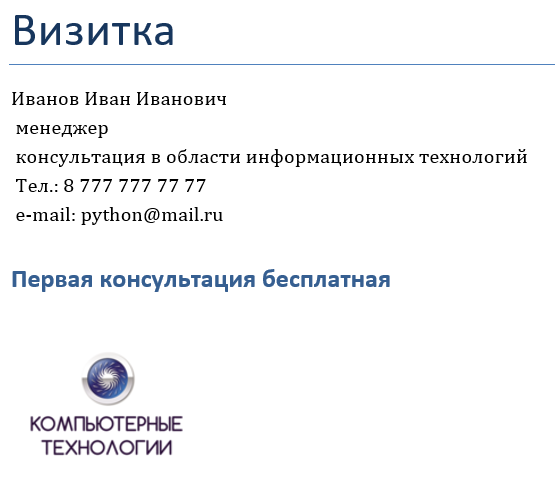 Визитка
Иванов Иван Иванович
менеджер
консультация в области информационных технологий
Тел.: 8 777 777 77 77
e-mail: python@mail.ru
Первая консультация бесплатная
КОМПЬЮТЕРНЫЕ
ТЕХНОЛОГИИ